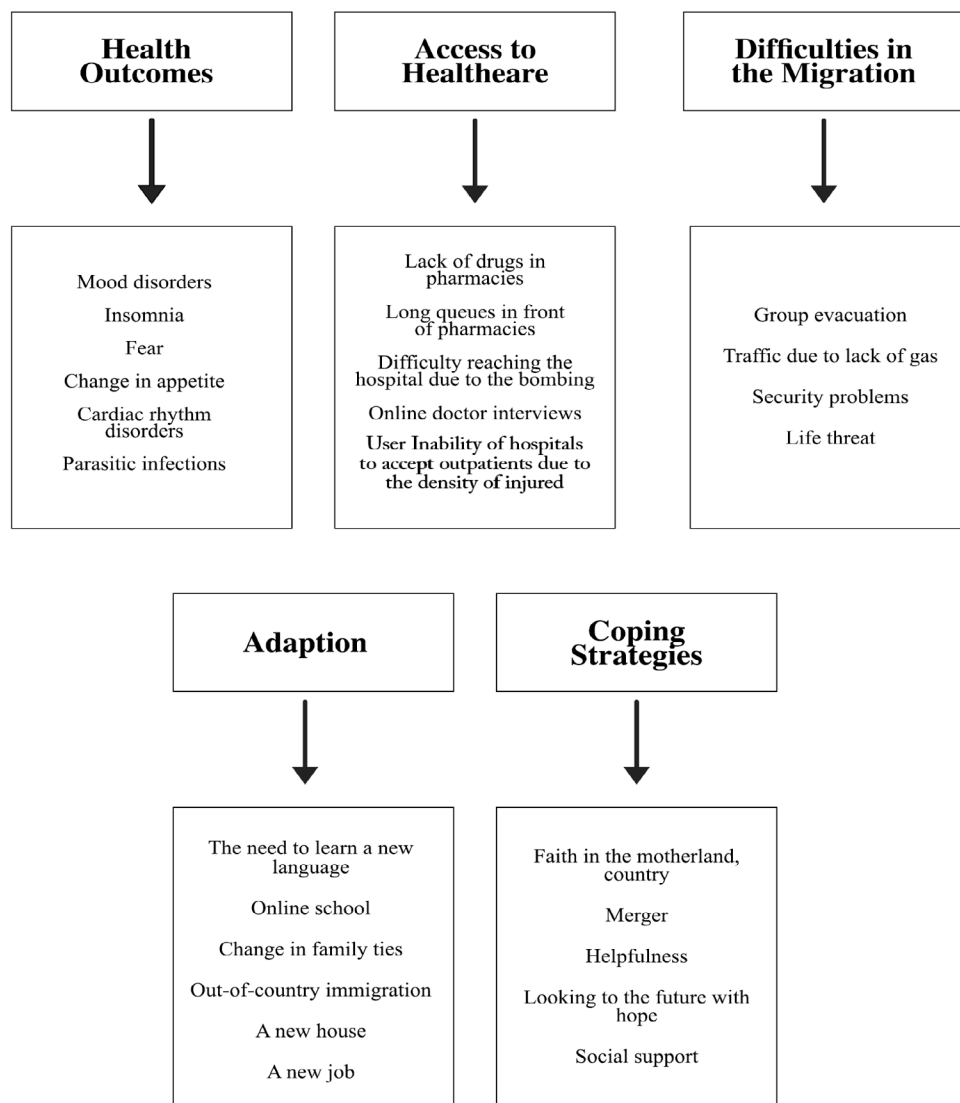 Health
Outcomes
Access to
Healtheare
Difficulties in
the Migration
Mood disorders
Insomnia
Fear
Change in appetite
Cardiac rhythm
disorders
Parasitic infections
Lack of drugs in
pharmacies
Long queues in front
of pharmacies
Difficulty reaching the
hospital due to the bombing
Online doctor interviews
User Inability of hospitals
to accept outpatients due to
the density of injured
Group evacuation
Traffic due to lack of gas
Security problems
Life threat
Adaption
Coping
Strategies
The need to learn a new
language
Online school
Change in family ties
Out-of-country immigration
A new house
A new job
Faith in the motherland,
country
Merger
Helpfulness
Looking to the future with
hope
Social support